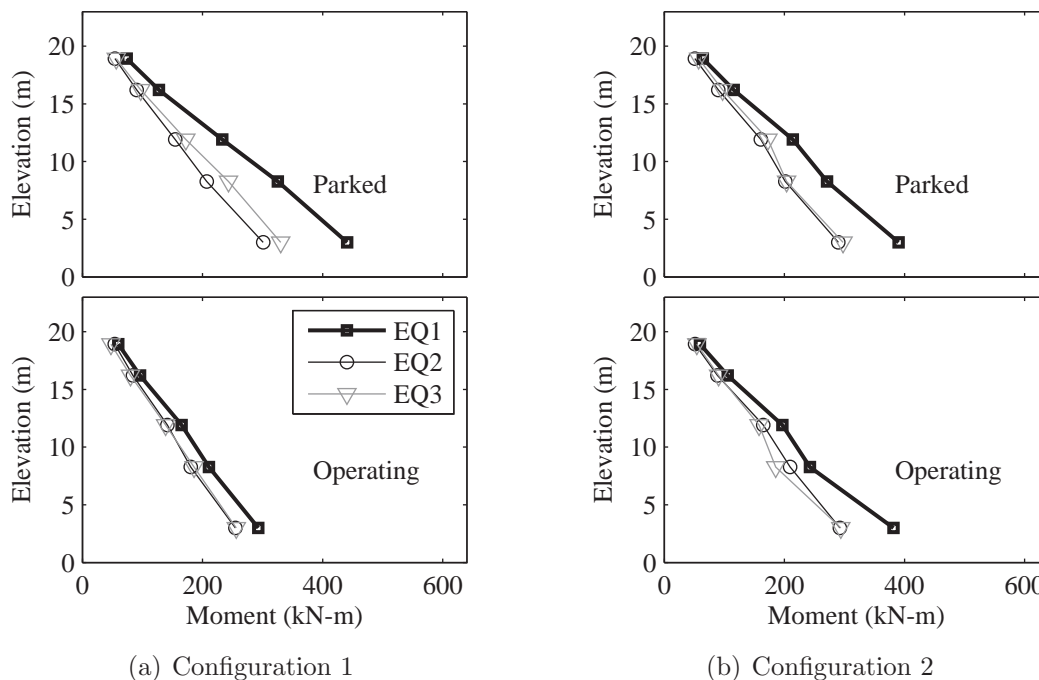 20
15
10
5
0
Elevation (m)
Parked
20
15
10
5
0
Elevation (m)
EQ1
EQ2
EQ3
Operating
0 200 400 600
Moment (kN-m)
(a) Configuration 1
20
15
10
5
0
Elevation (m)
Parked
20
15
10
5
0
Elevation (m)
Operating
0 200 400 600
Moment (kN-m)
(b) Configuration 2